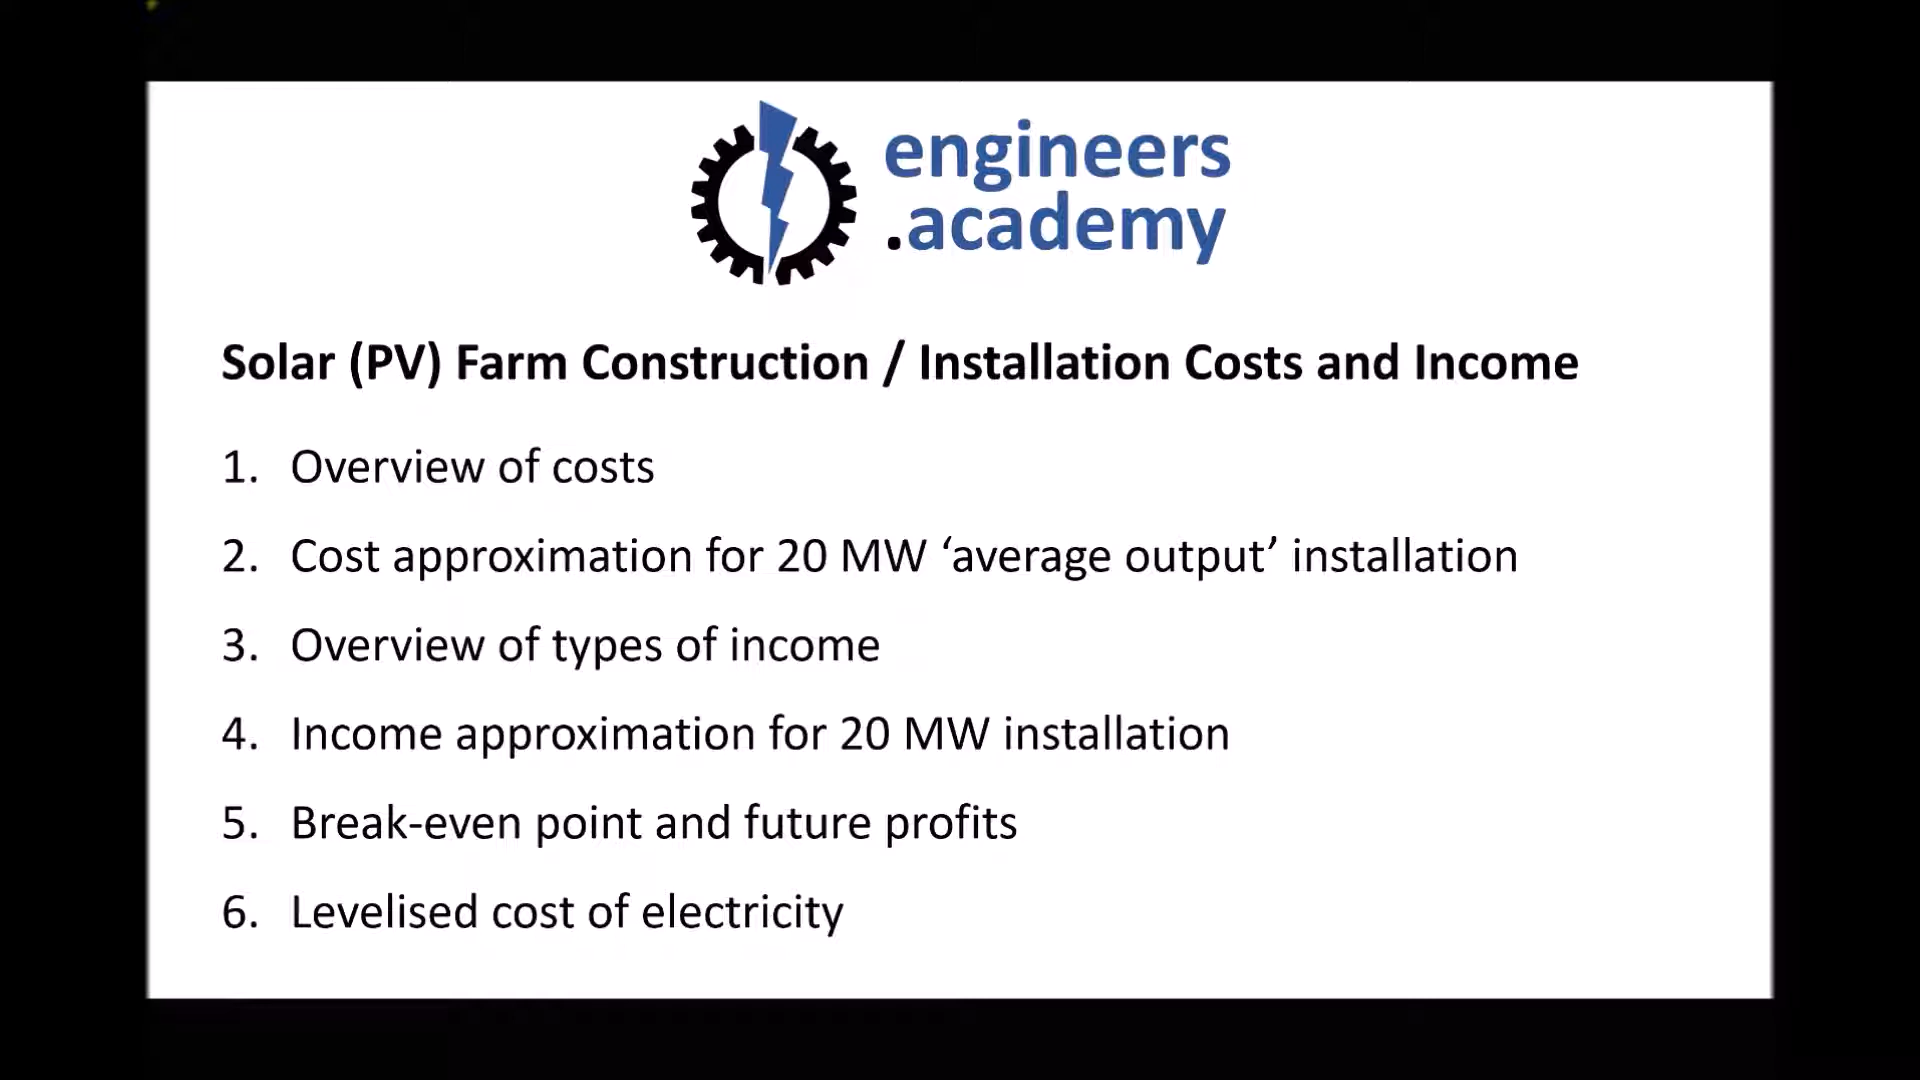 engineers
.academy
Solar (PV) Farm Construction / Installation Costs and Income
1. Overview of costs
2. Cost approximation for 20 MW ‘average output’ installation
3. Overview of types of income
4. Income approximation for 20 MW installation
5. Break-even point and future profits
6. Levelised cost of electricity